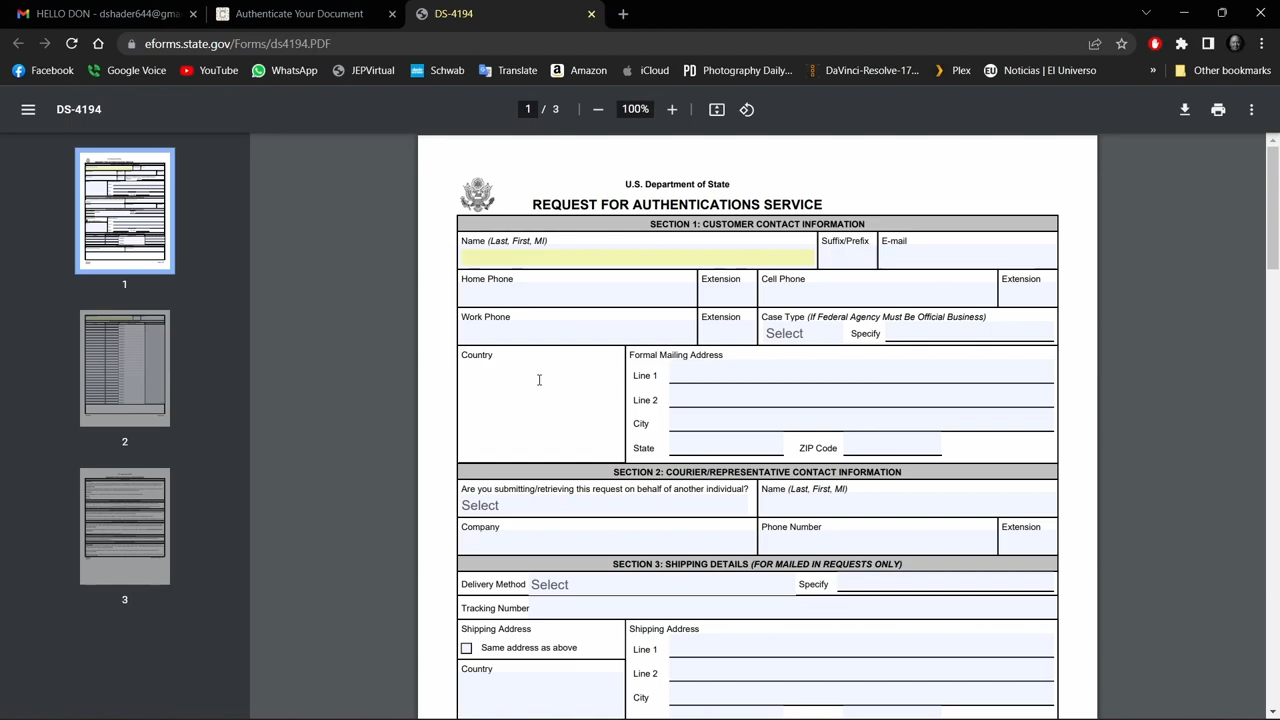 HELLO DON - dshader644@gma
Authenticate Your Document
DS-4194
eforms.state.gov/Forms/ds4194.PDF
Facebook
Google Voice
YouTube
WhatsApp
JEPVirtual
Schwab
Translate
Amazon
iCloud
PD Photography Daily...
DaVinci-Resolve-17...
Plex
EU Noticias | El Universo
»
Other bookmarks
DS-4194
1 / 3
100%
1
2
3
U.S. Department of State
REQUEST FOR AUTHENTICATIONS SERVICE
SECTION 1: CUSTOMER CONTACT INFORMATION
Name (Last, First, MI)
Suffix/Prefix
E-mail
Home Phone
Extension
Cell Phone
Extension
Work Phone
Extension
Case Type (If Federal Agency Must Be Official Business)
Select
Specify
Country
Formal Mailing Address
Line 1
Line 2
City
State
ZIP Code
SECTION 2: COURIER/REPRESENTATIVE CONTACT INFORMATION
Are you submitting/retrieving this request on behalf of another individual?
Select
Name (Last, First, MI)
Company
Phone Number
Extension
SECTION 3: SHIPPING DETAILS (FOR MAILED IN REQUESTS ONLY)
Delivery Method Select
Specify
Tracking Number
Shipping Address
Same address as above
Shipping Address
Line 1
Country
Line 2
City